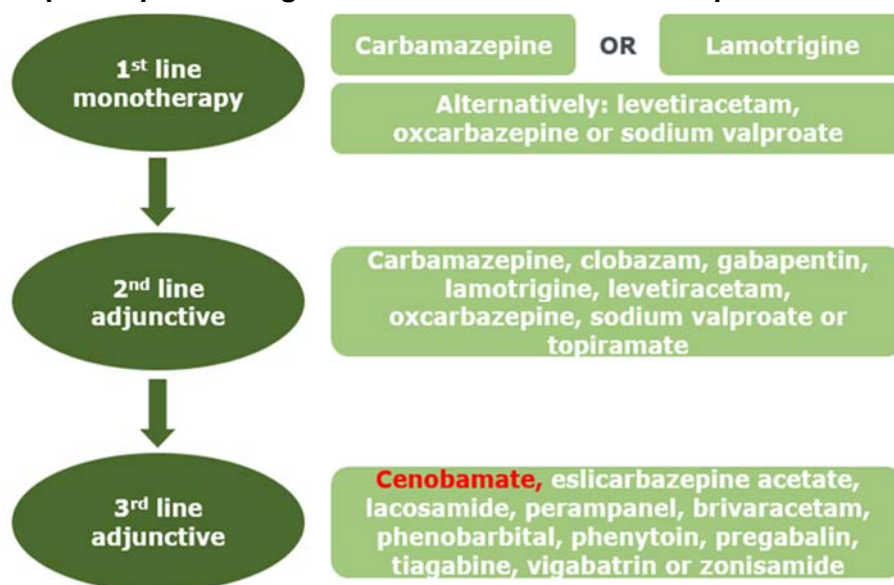 1st line
monotherapy
Carbamazepine OR Lamotrigine
Alternatively: levetiracetam,
oxcarbazepine or sodium valproate
2nd line
adjunctive
Carbamazepine, clobazam, gabapentin,
lamotrigine, levetiracetam,
oxcarbazepine, sodium valproate or
topiramate
3rd line
adjunctive
Cenobamate, eslicarbazepine acetate,
lacosamide, perampanel, brivaracetam,
phenobarbital, phenytoin, pregabalin,
tiagabine, vigabatrin or zonisamide